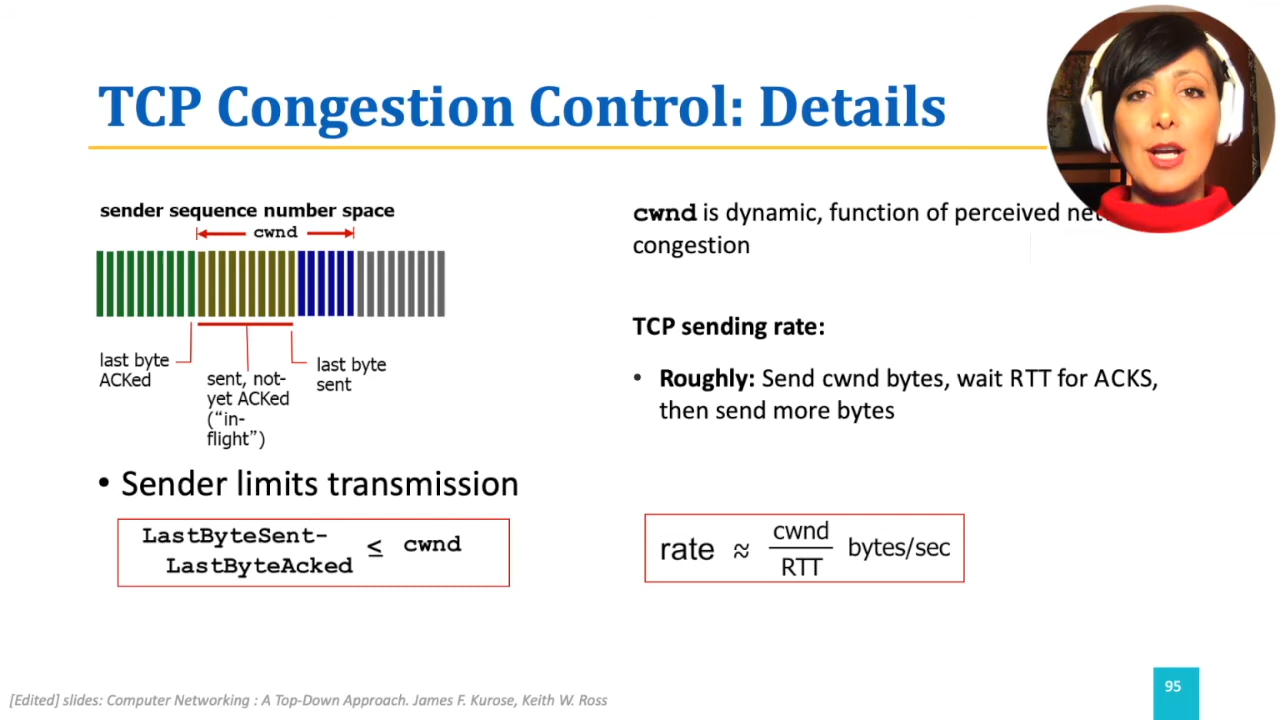 TCP Congestion Control: Details
sender sequence number space
cwnd
last byte
ACKed
sent, not-
yet ACKed
("in-
flight")
last byte
sent
• Sender limits transmission
LastByteSent-
LastByteAcked
≤ cwnd
cwnd is dynamic, function of perceived
congestion
TCP sending rate:
• Roughly: Send cwnd bytes, wait RTT for ACKS,
then send more bytes
rate ≈ cwnd/RTT bytes/sec
[Edited] slides: Computer Networking : A Top-Down Approach. James F. Kurose, Keith W. Ross
95